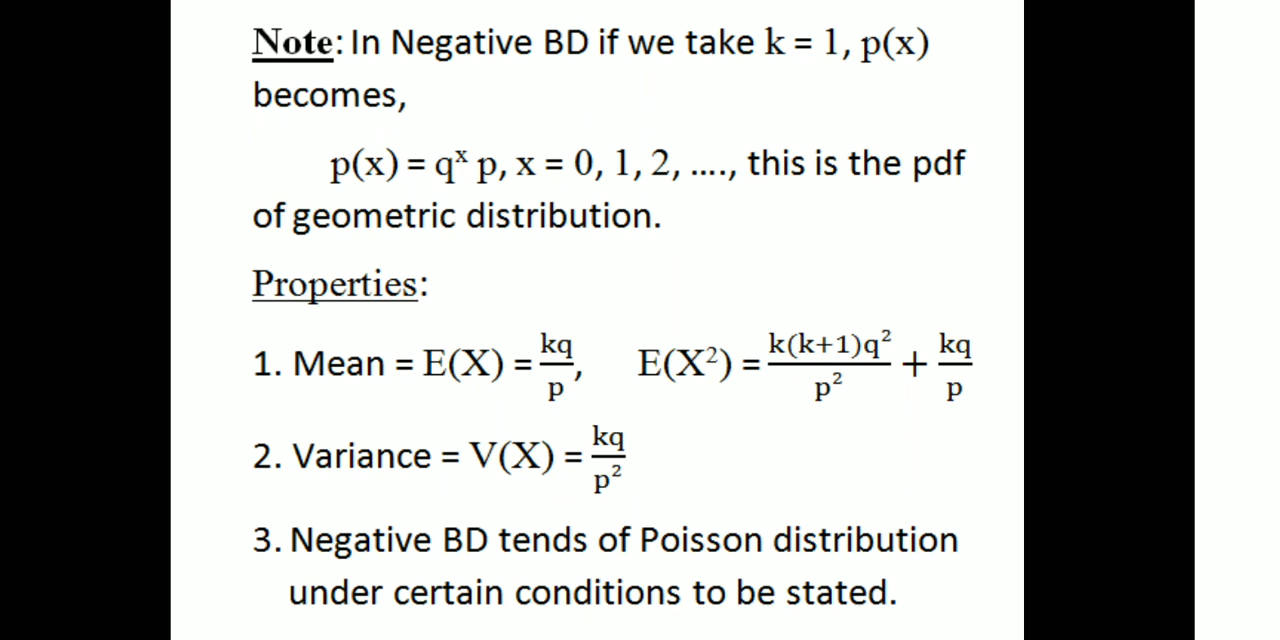 Note: In Negative BD if we take k = 1, p(x)
becomes,
p(x) = qˣ p, x = 0, 1, 2, ...., this is the pdf
of geometric distribution.
Properties:
1. Mean = E(X) = kq/p, E(X²) = k(k+1)q²/p² + kq/p
2. Variance = V(X) = kq/p²
3. Negative BD tends of Poisson distribution
under certain conditions to be stated.